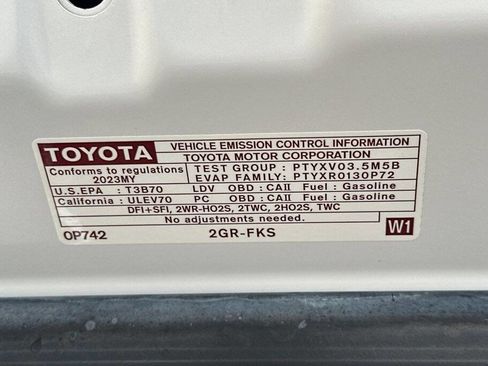 TOYOTA VEHICLE EMISSION CONTROL INFORMATION
TOYOTA MOTOR CORPORATION
Conforms to regulations TEST GROUP : PTYXV03.5M5B
2023MY EVAP FAMILY: PTYXR0130P72
U.S.EPA : T3B70 LDV OBD : CAII Fuel : Gasoline
California : ULEV70 PC OBD : CAII Fuel : Gasoline
DFI+SFI, 2WR-HO2S, 2TWC, 2HO2S, TWC
No adjustments needed.
0P742 2GR-FKS W1